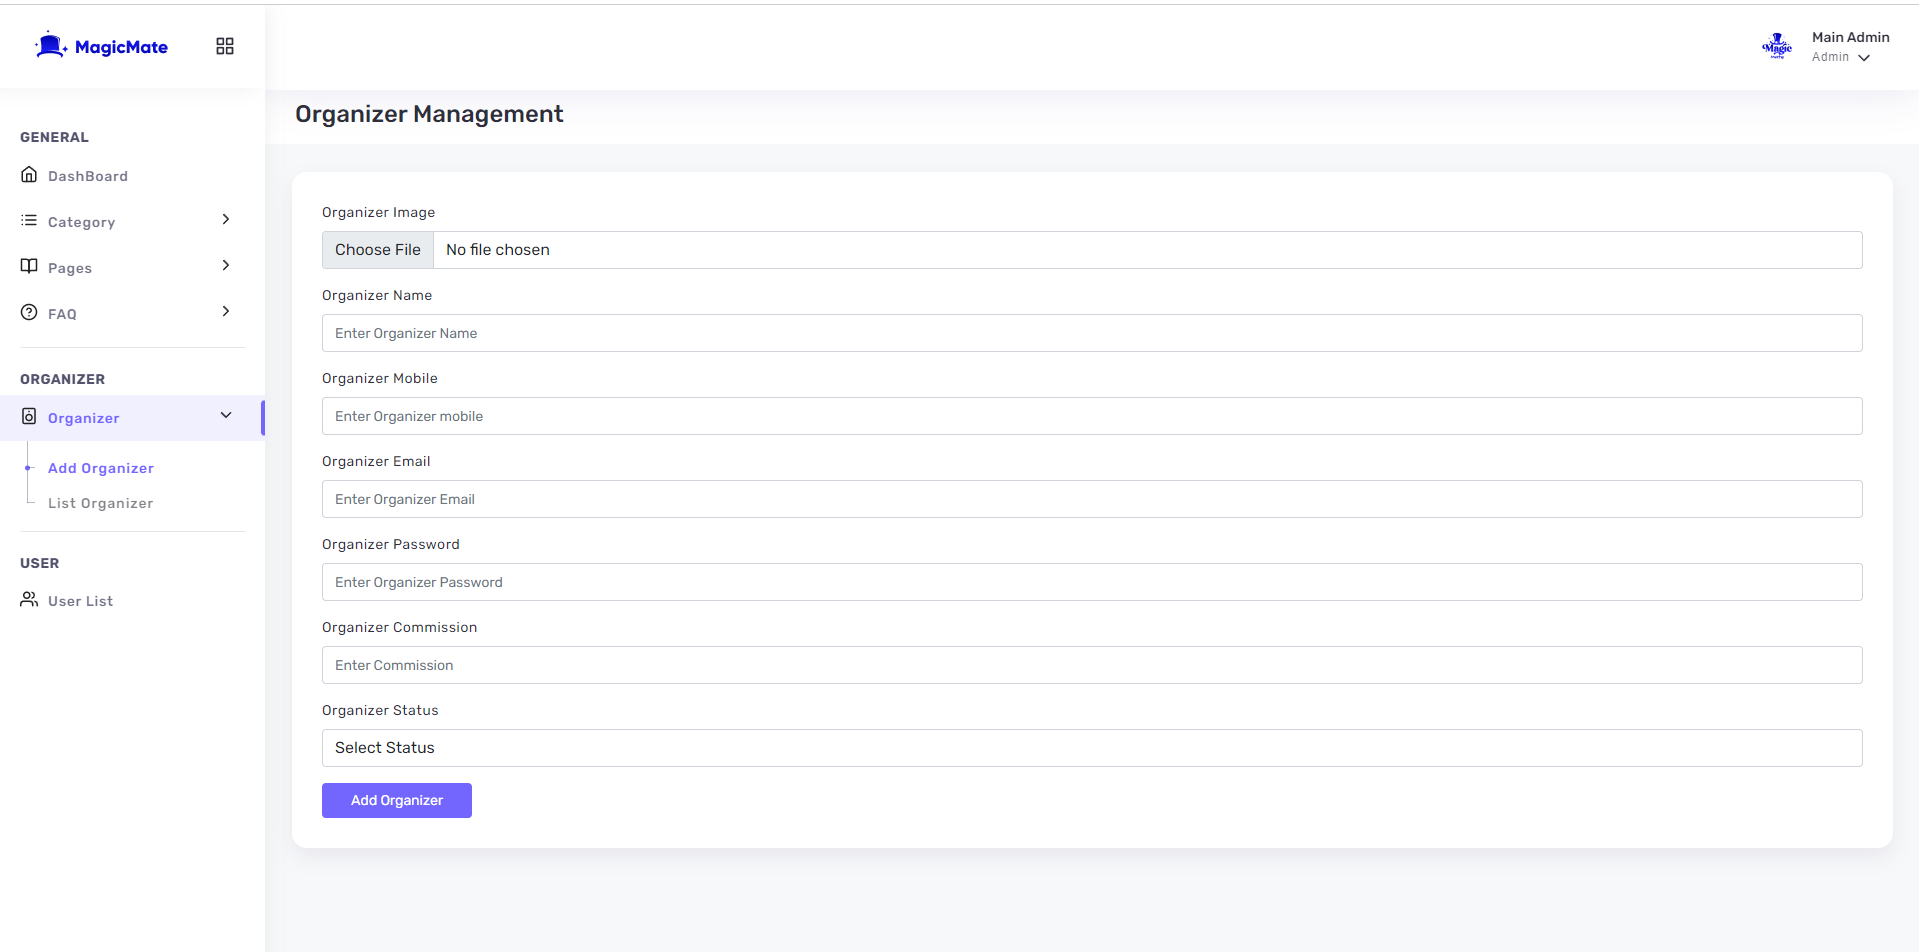 MagicMate
Main Admin
Admin
Magic
Organizer Management
GENERAL
DashBoard
Category
Pages
FAQ
ORGANIZER
Organizer
Add Organizer
List Organizer
USER
User List
Organizer Image
Choose File No file chosen
Organizer Name
Enter Organizer Name
Organizer Mobile
Enter Organizer mobile
Organizer Email
Enter Organizer Email
Organizer Password
Enter Organizer Password
Organizer Commission
Enter Commission
Organizer Status
Select Status
Add Organizer